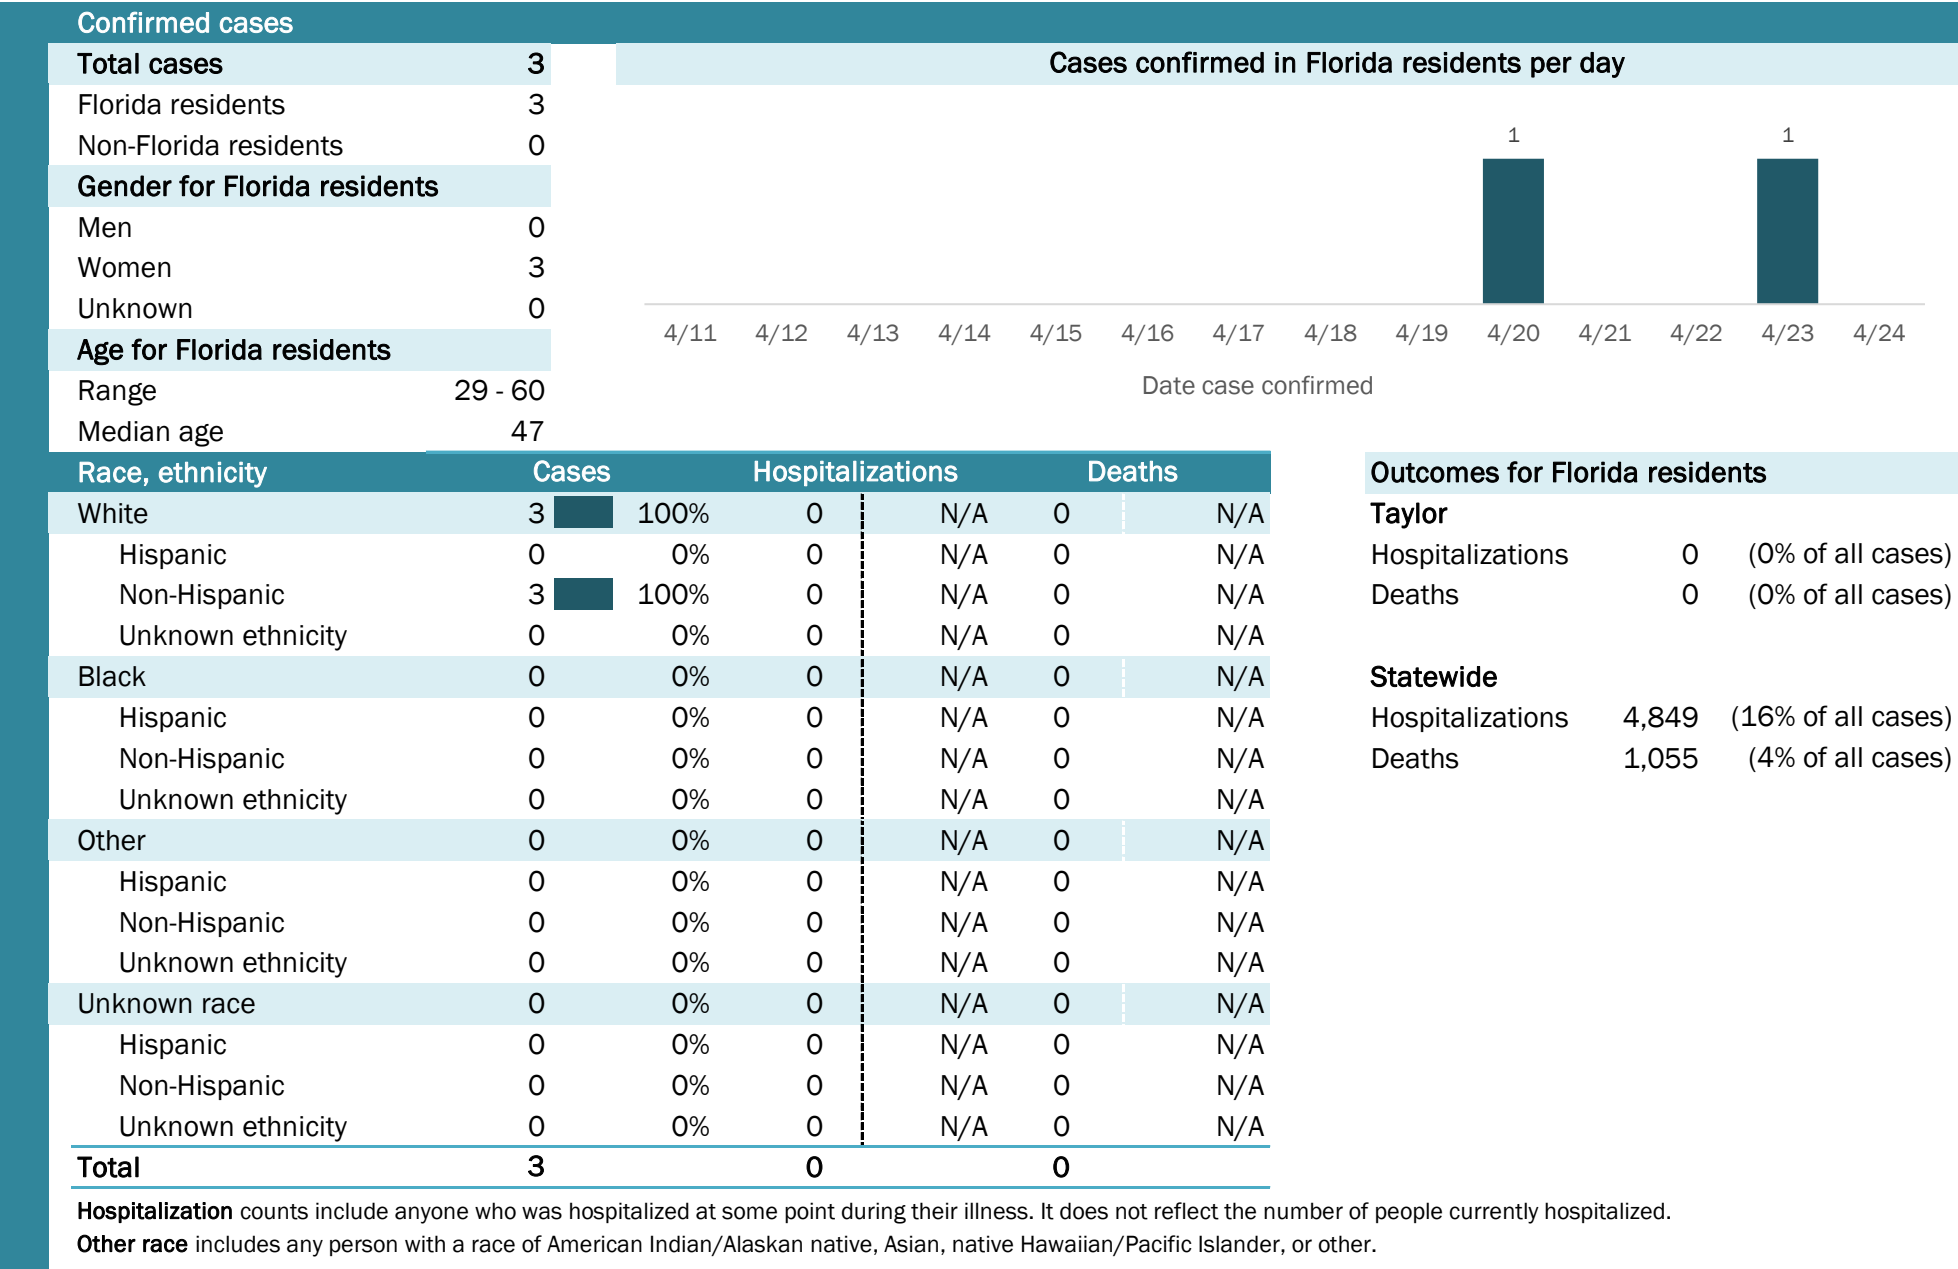 Confirmed cases
Total cases 3
Florida residents 3
Non-Florida residents 0
Gender for Florida residents
Men 0
Women 3
Unknown 0
Age for Florida residents
Range 29 - 60
Median age 47
Cases confirmed in Florida residents per day
1 1
4/11 4/12 4/13 4/14 4/15 4/16 4/17 4/18 4/19 4/20 4/21 4/22 4/23 4/24
Date case confirmed
Race, ethnicity Cases Hospitalizations Deaths
White 3 100% 0 N/A 0 N/A
Hispanic 0 0% 0 N/A 0 N/A
Non-Hispanic 3 100% 0 N/A 0 N/A
Unknown ethnicity 0 0% 0 N/A 0 N/A
Black 0 0% 0 N/A 0 N/A
Hispanic 0 0% 0 N/A 0 N/A
Non-Hispanic 0 0% 0 N/A 0 N/A
Unknown ethnicity 0 0% 0 N/A 0 N/A
Other 0 0% 0 N/A 0 N/A
Hispanic 0 0% 0 N/A 0 N/A
Non-Hispanic 0 0% 0 N/A 0 N/A
Unknown ethnicity 0 0% 0 N/A 0 N/A
Unknown race 0 0% 0 N/A 0 N/A
Hispanic 0 0% 0 N/A 0 N/A
Non-Hispanic 0 0% 0 N/A 0 N/A
Unknown ethnicity 0 0% 0 N/A 0 N/A
Total 3 0 0
Outcomes for Florida residents
Taylor
Hospitalizations 0 (0% of all cases)
Deaths 0 (0% of all cases)
Statewide
Hospitalizations 4,849 (16% of all cases)
Deaths 1,055 (4% of all cases)
Hospitalization counts include anyone who was hospitalized at some point during their illness. It does not reflect the number of people currently hospitalized.
Other race includes any person with a race of American Indian/Alaskan native, Asian, native Hawaiian/Pacific Islander, or other.